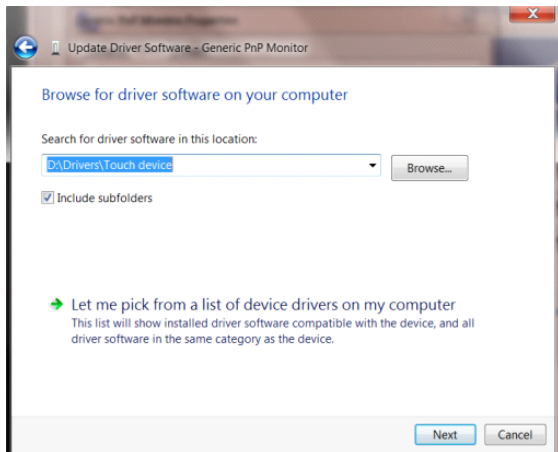 Update Driver Software - Generic PnP Monitor
Browse for driver software on your computer
Search for driver software in this location:
D:\Drivers\Touch device
Browse...
Include subfolders
Let me pick from a list of device drivers on my computer
This list will show installed driver software compatible with the device, and all
driver software in the same category as the device.
Next
Cancel